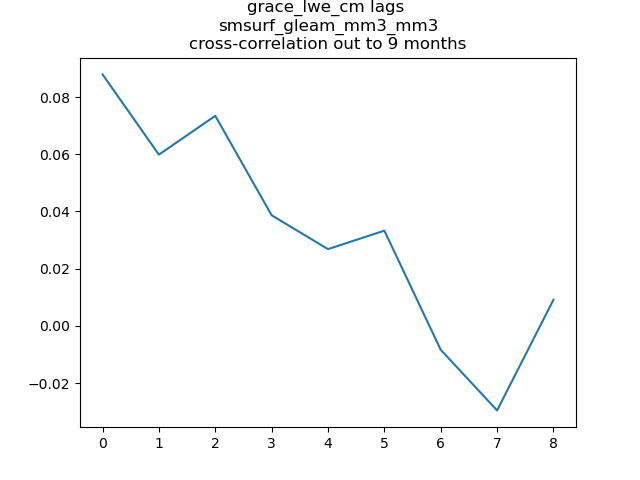 grace_lwe_cm lags
smsurf_gleam_mm3_mm3
cross-correlation out to 9 months
0.08
0.06
0.04
0.02
0.00
−0.02
0 1 2 3 4 5 6 7 8